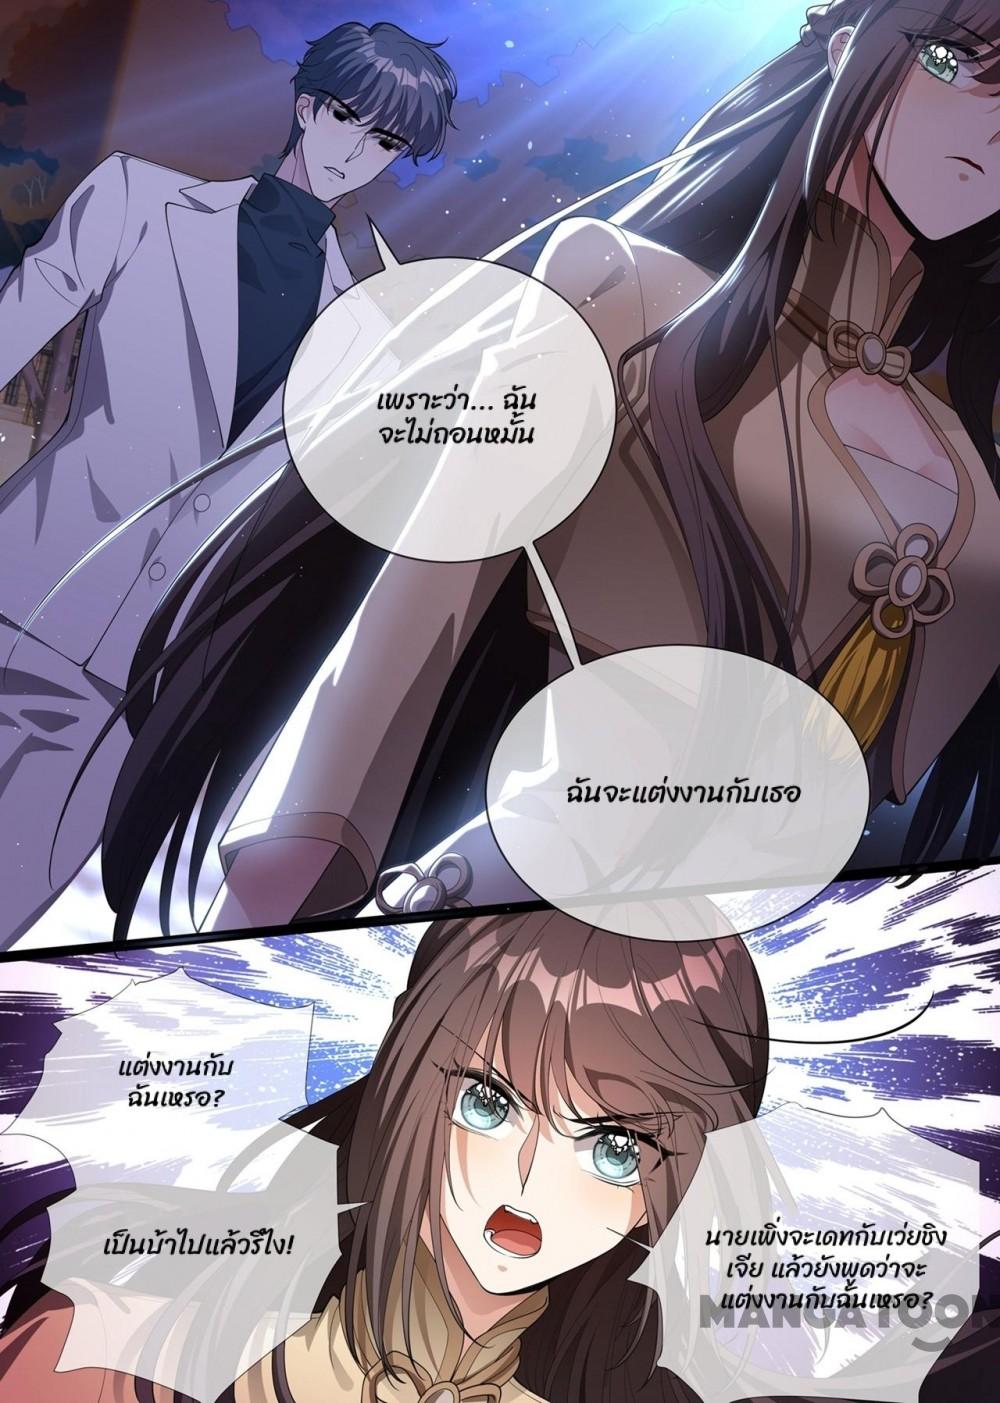 เพราะว่า... ฉัน
จะไม่ถอนหมั้น
ฉันจะแต่งงานกับเธอ
แต่งงานกับ
ฉันเหรอ?
เป็นบ้าไปแล้วรึไง!
นายเพิ่งจะเดทกับเว่ยชิง
เจีย แล้วยังพูดว่าจะ
แต่งงานกับฉันเหรอ?
MANGATOON